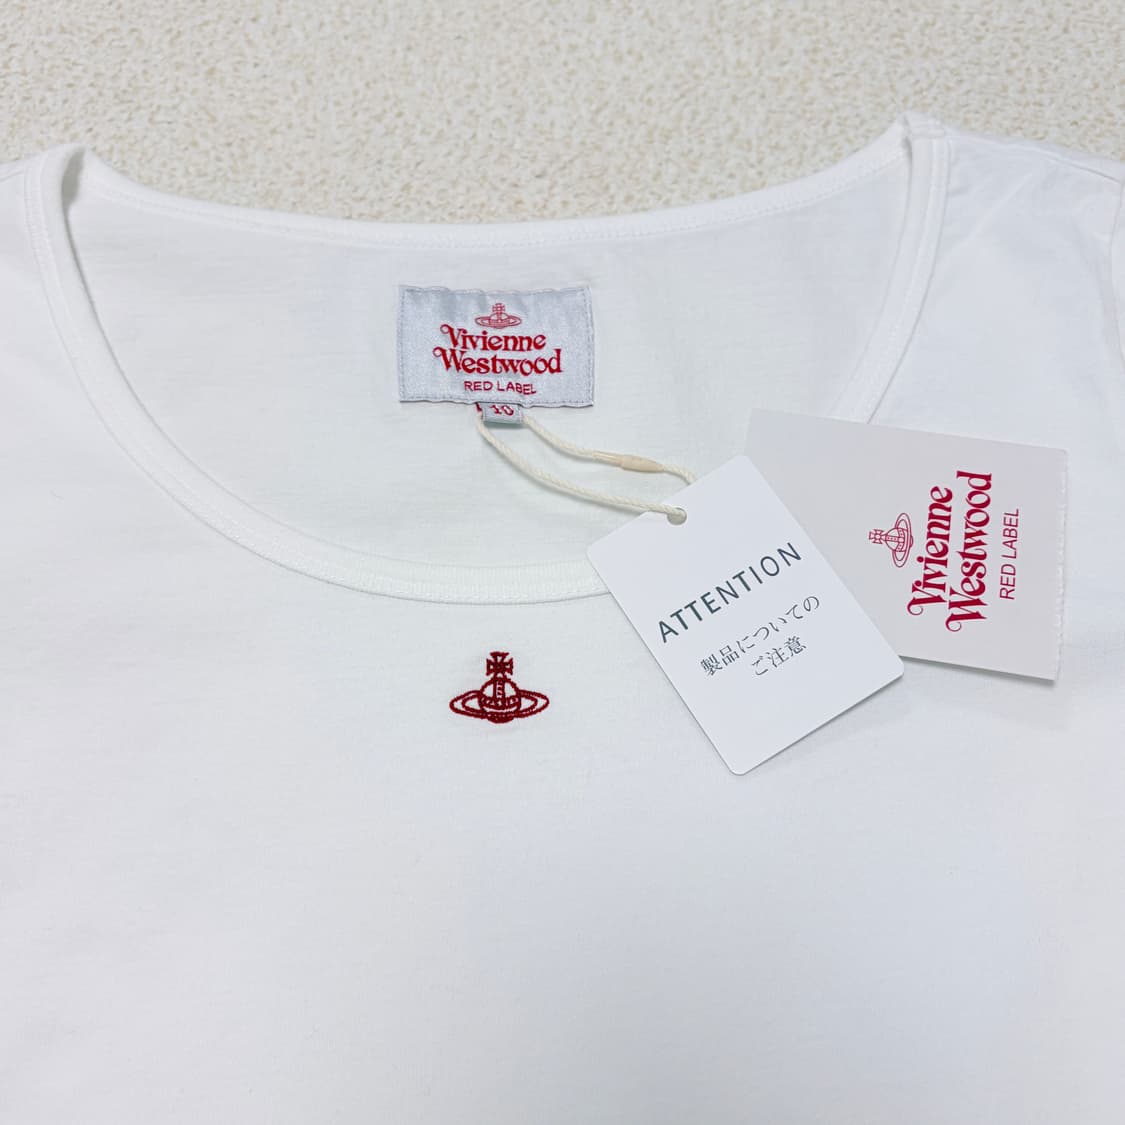 Vivienne
Westwood
RED LABEL
10
ATTENTION
製品についての
ご注意
Vivienne
Westwood
RED LABEL